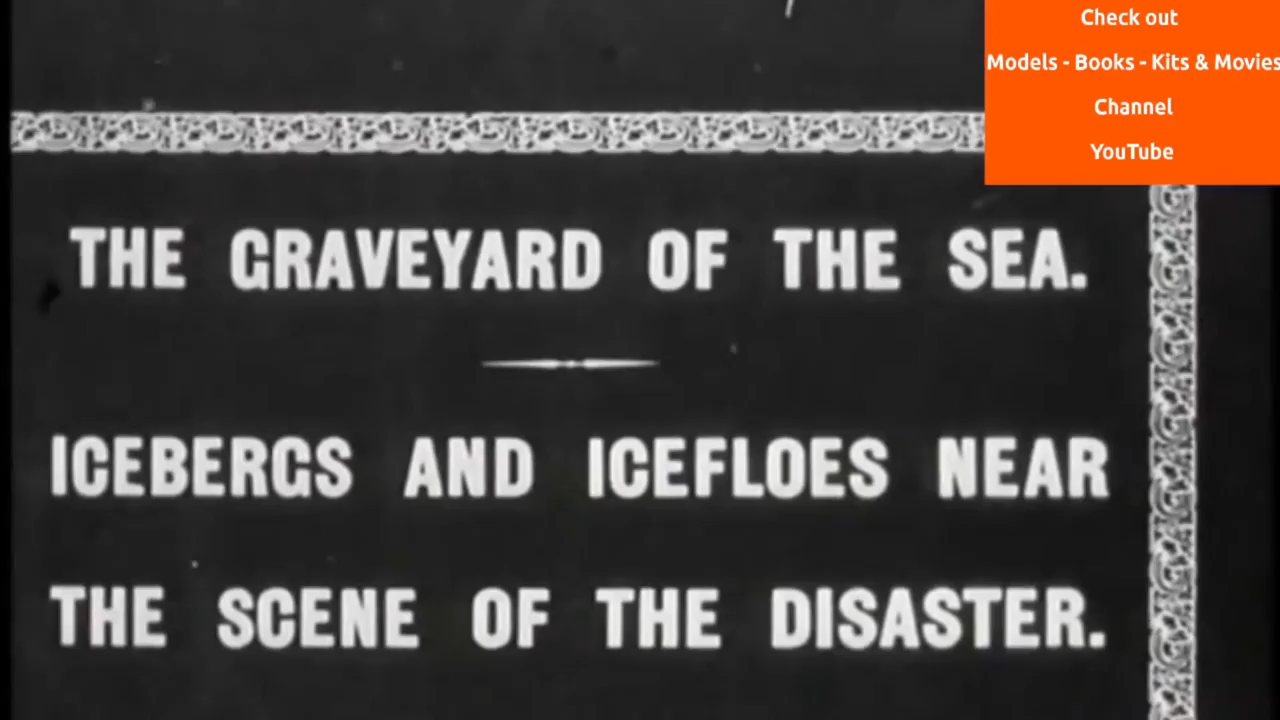 Check out
Models - Books - Kits & Movies
Channel
YouTube
THE GRAVEYARD OF THE SEA.
ICEBERGS AND ICEFLOES NEAR
THE SCENE OF THE DISASTER.